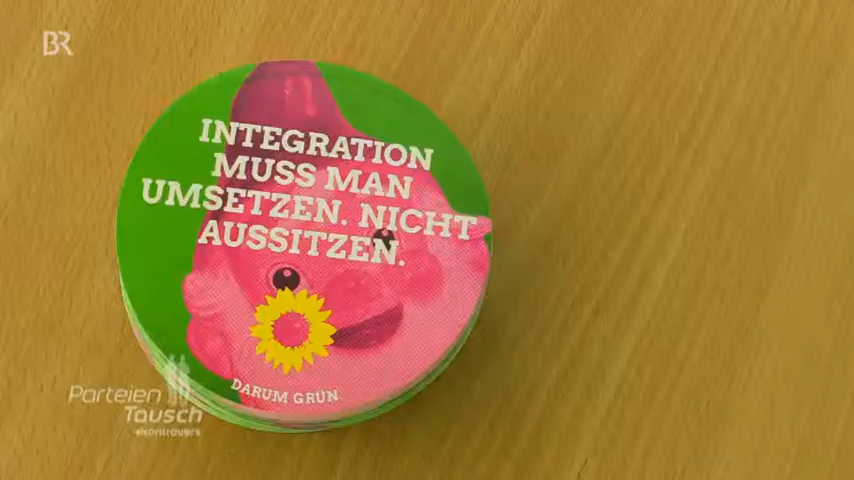 BR
INTEGRATION
MUSS MAN
UMSETZEN. NICHT
AUSSITZEN.
DARUM GRÜN.
Parteien
Tausch
kontrovers